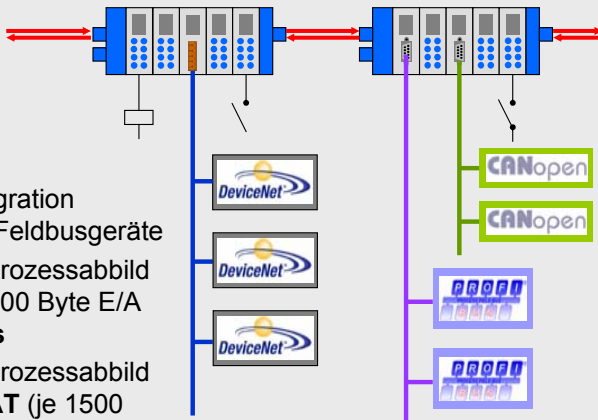 DeviceNet
CANopen
CANopen
gration
Feldbusgeräte
DeviceNet
rozessabbild
00 Byte E/A
PROFI
s
DeviceNet
rozessabbild
PROFI
AT (je 1500